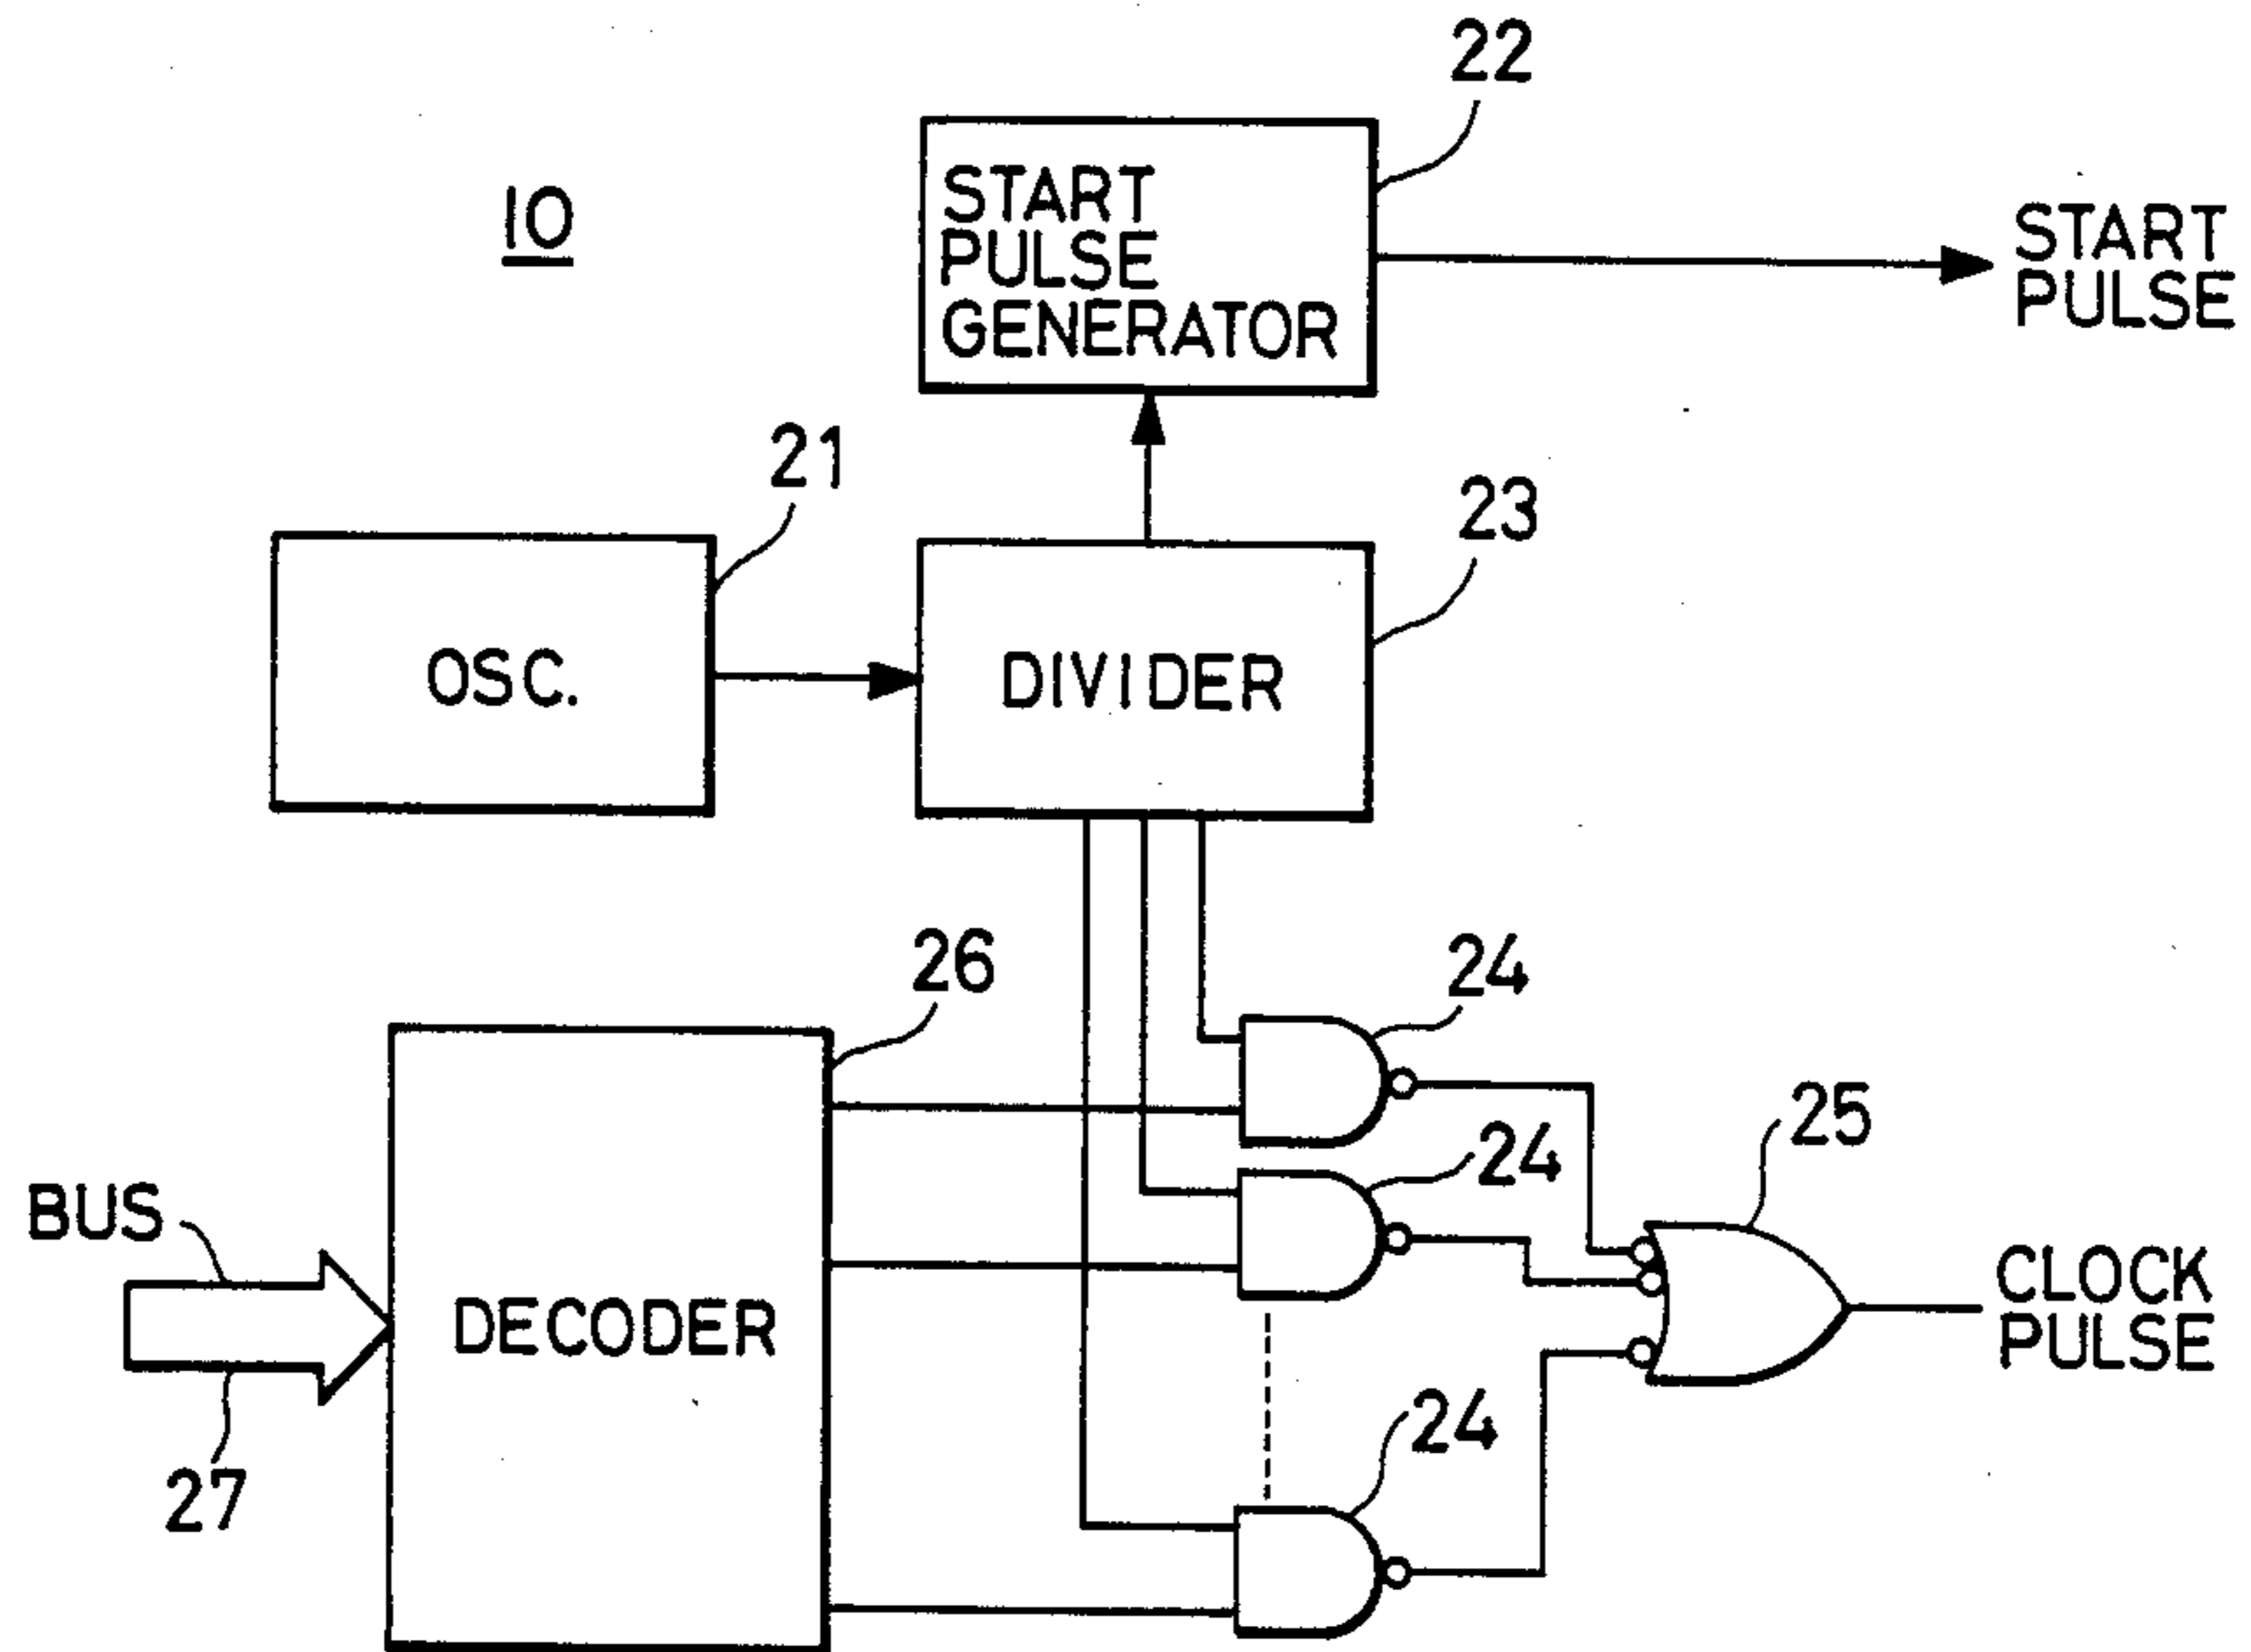 22
10
START
PULSE
GENERATOR
START
PULSE
21
23
OSC.
DIVIDER
26
24
25
24
BUS
CLOCK
PULSE
DECODER
24
27